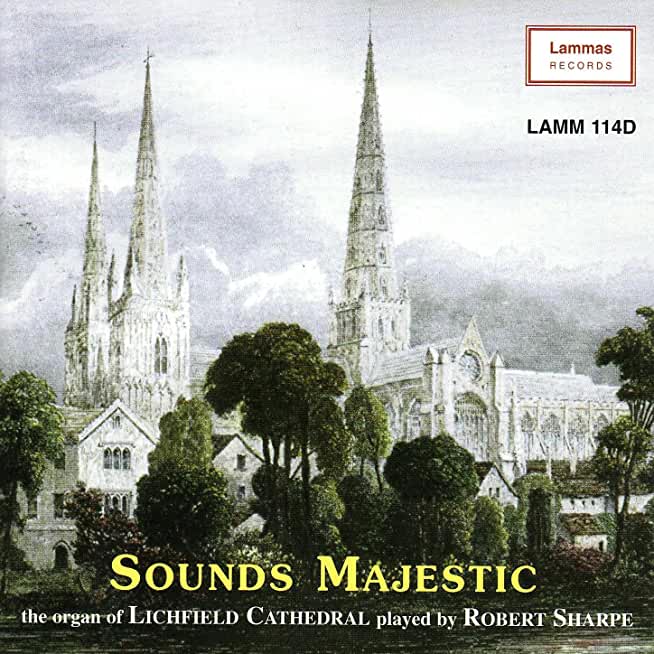 Lammas
RECORDS
LAMM 114D
SOUNDS MAJESTIC
the organ of LICHFIELD CATHEDRAL played by ROBERT SHARPE